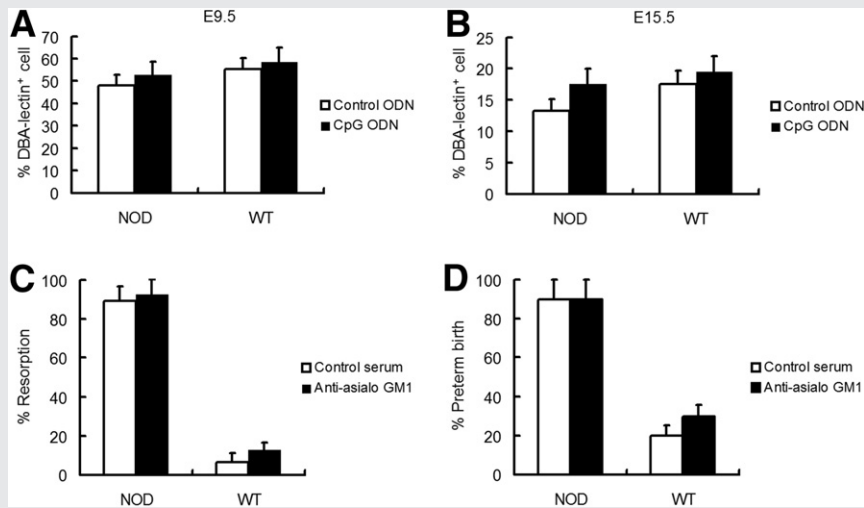 A
E9.5
% DBA-lectin⁺ cell
70
60
50
40
30
20
10
0
NOD
WT
Control ODN
CpG ODN
B
E15.5
% DBA-lectin⁺ cell
25
20
15
10
5
0
NOD
WT
Control ODN
CpG ODN
C
% Resorption
100
80
60
40
20
0
NOD
WT
Control serum
Anti-asialo GM1
D
% Preterm birth
100
80
60
40
20
0
NOD
WT
Control serum
Anti-asialo GM1